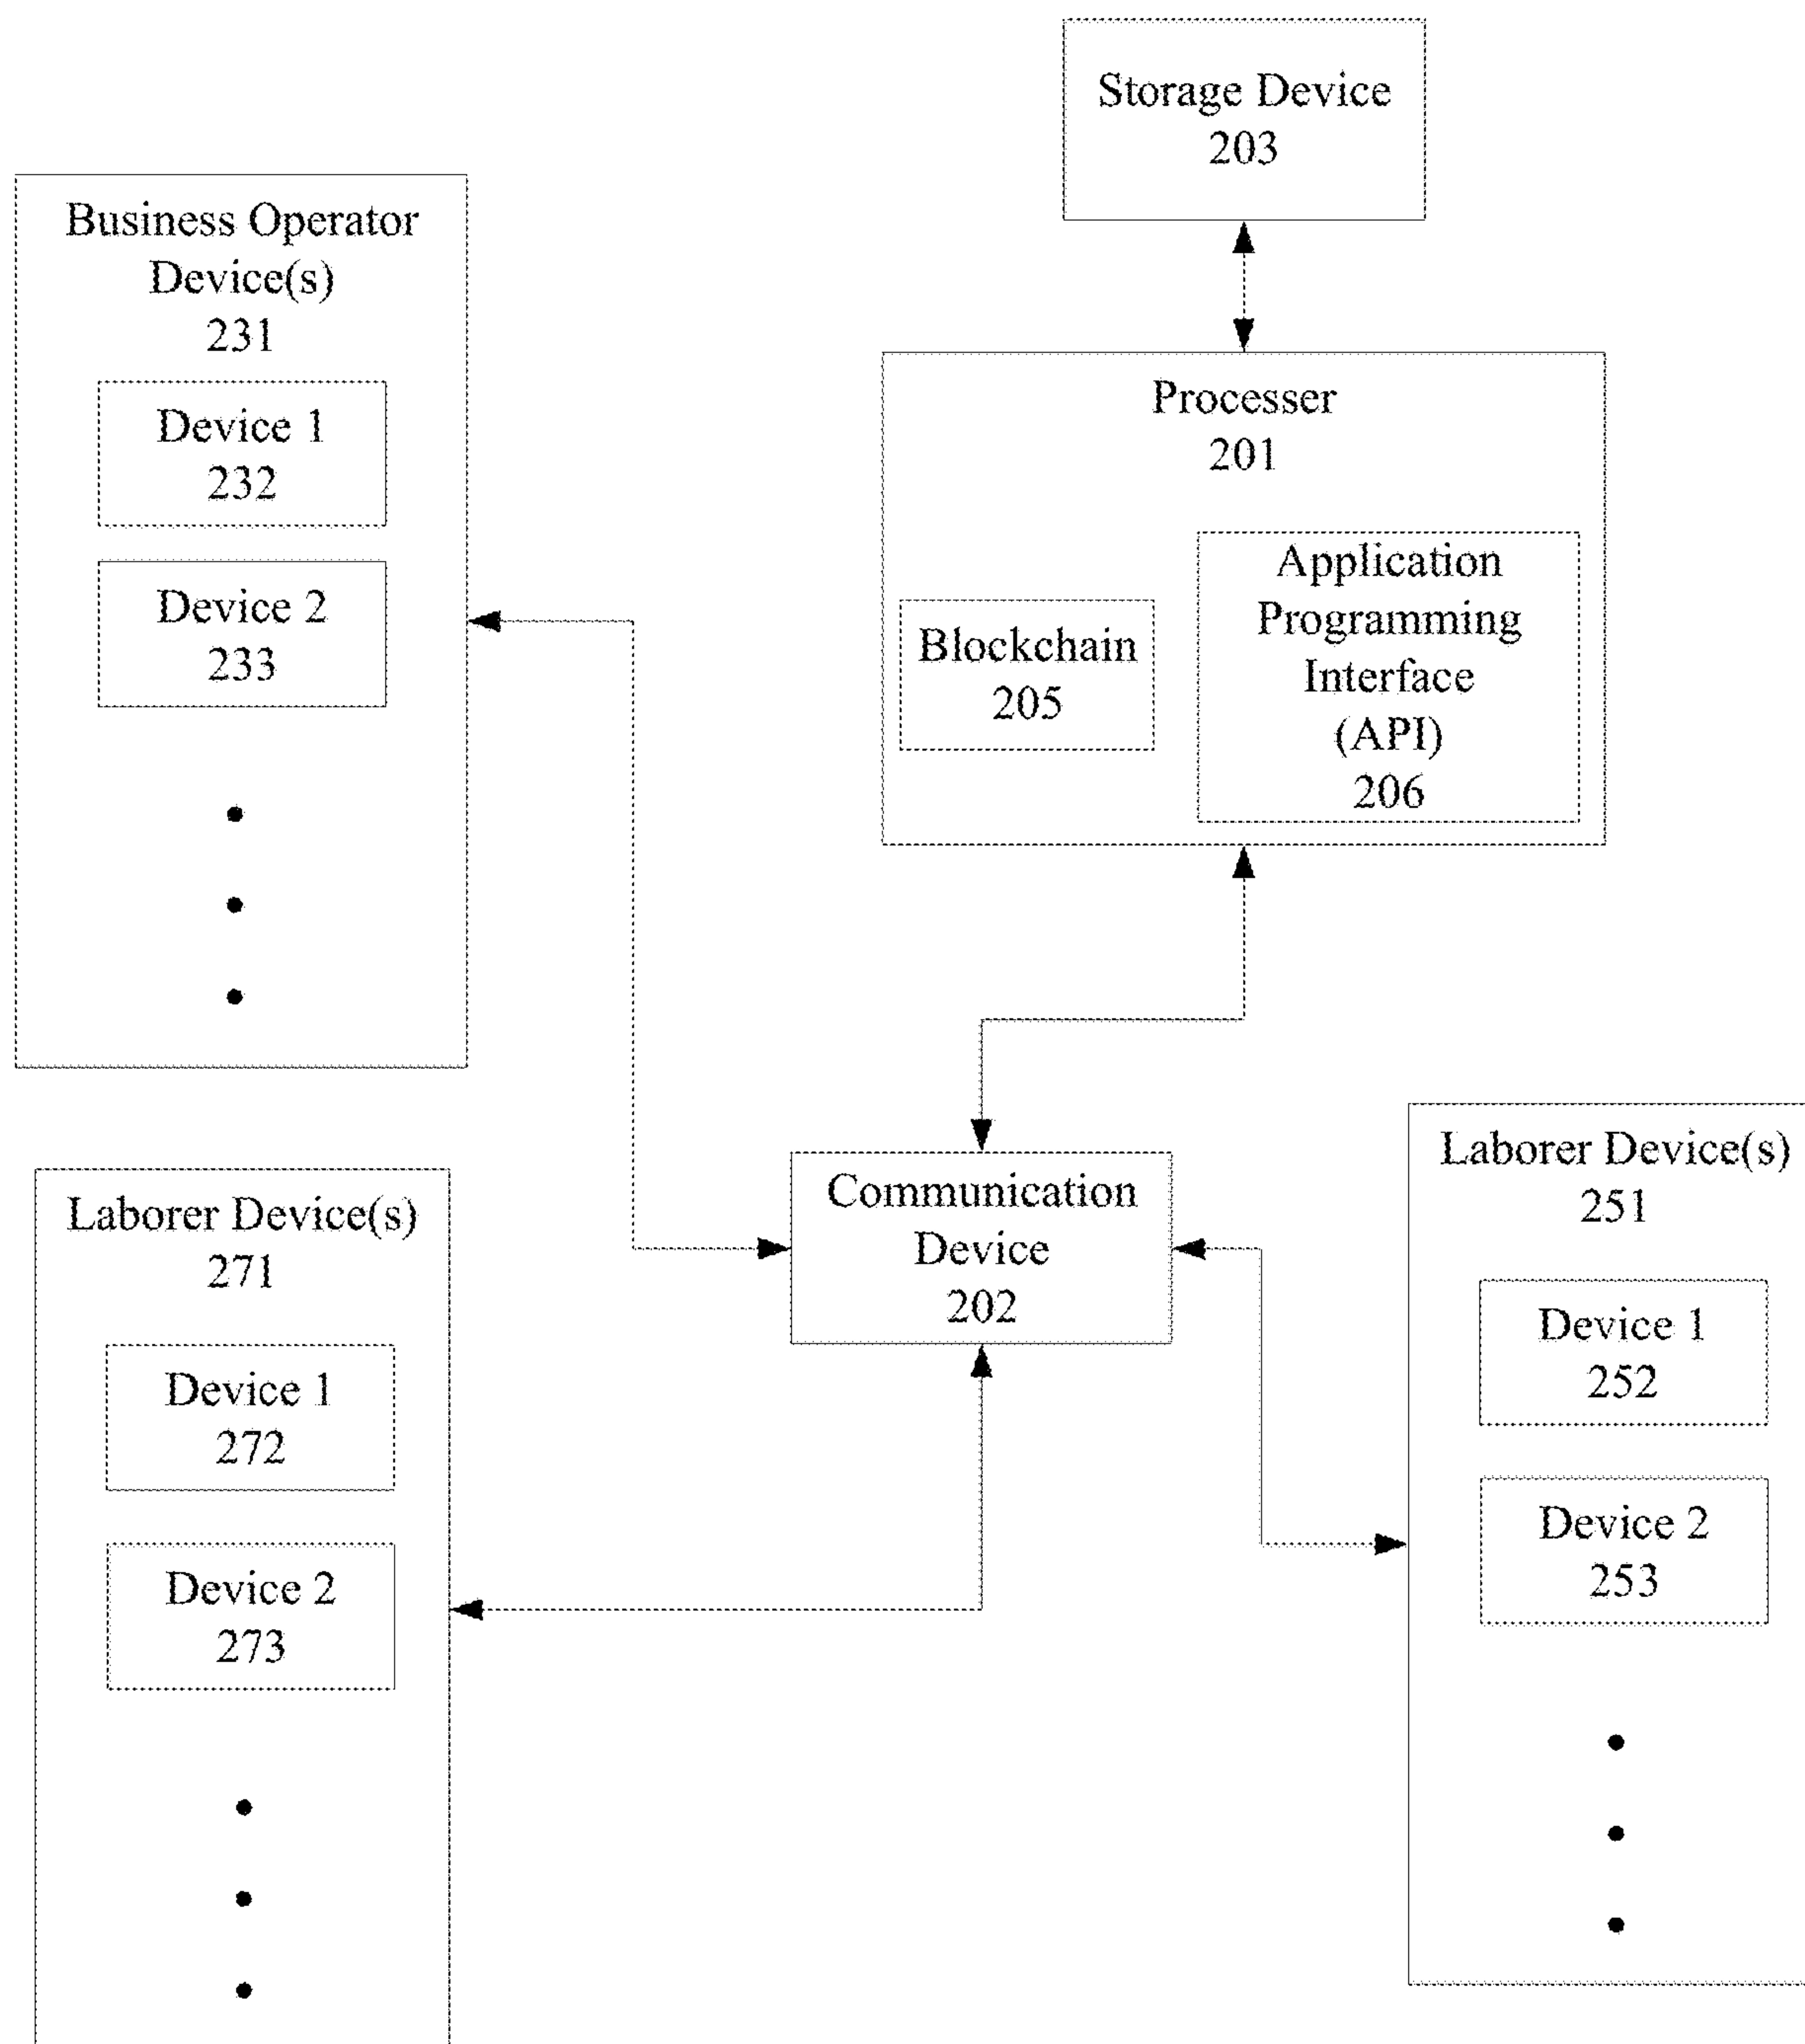 Storage Device
203
Business Operator
Device(s)
231
Device 1
232
Device 2
233
Processer
201
Blockchain
205
Application
Programming
Interface
(API)
206
Communication
Device
202
Laborer Device(s)
271
Device 1
272
Device 2
273
Laborer Device(s)
251
Device 1
252
Device 2
253